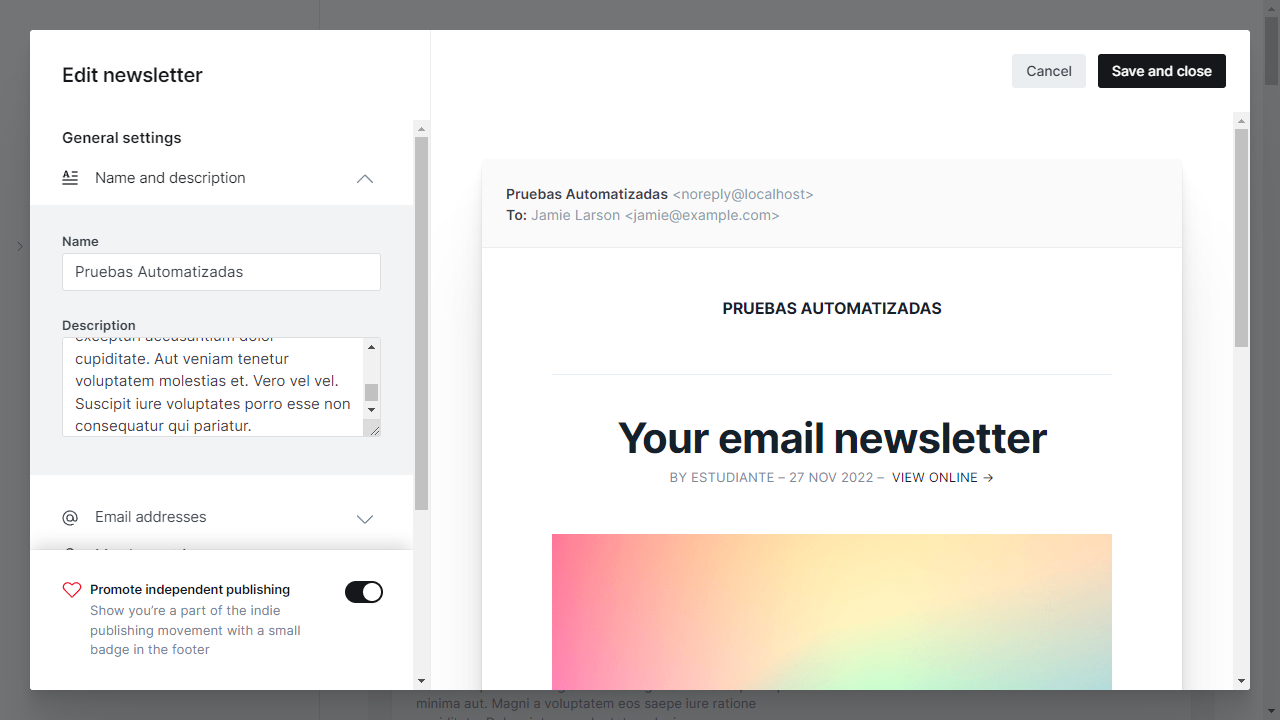 Edit newsletter
Cancel
Save and close
General settings
Name and description
Name
Pruebas Automatizadas
Description
excepturi accusantium dolor
cupiditate. Aut veniam tenetur
voluptatem molestias et. Vero vel vel.
Suscipit iure voluptates porro esse non
consequatur qui pariatur.
Email addresses
Promote independent publishing
Show you're a part of the indie
publishing movement with a small
badge in the footer
Pruebas Automatizadas <noreply@localhost>
To: Jamie Larson <jamie@example.com>
PRUEBAS AUTOMATIZADAS
Your email newsletter
BY ESTUDIANTE – 27 NOV 2022 – VIEW ONLINE →
minima aut. Magni a voluptatem eos saepe iure ratione